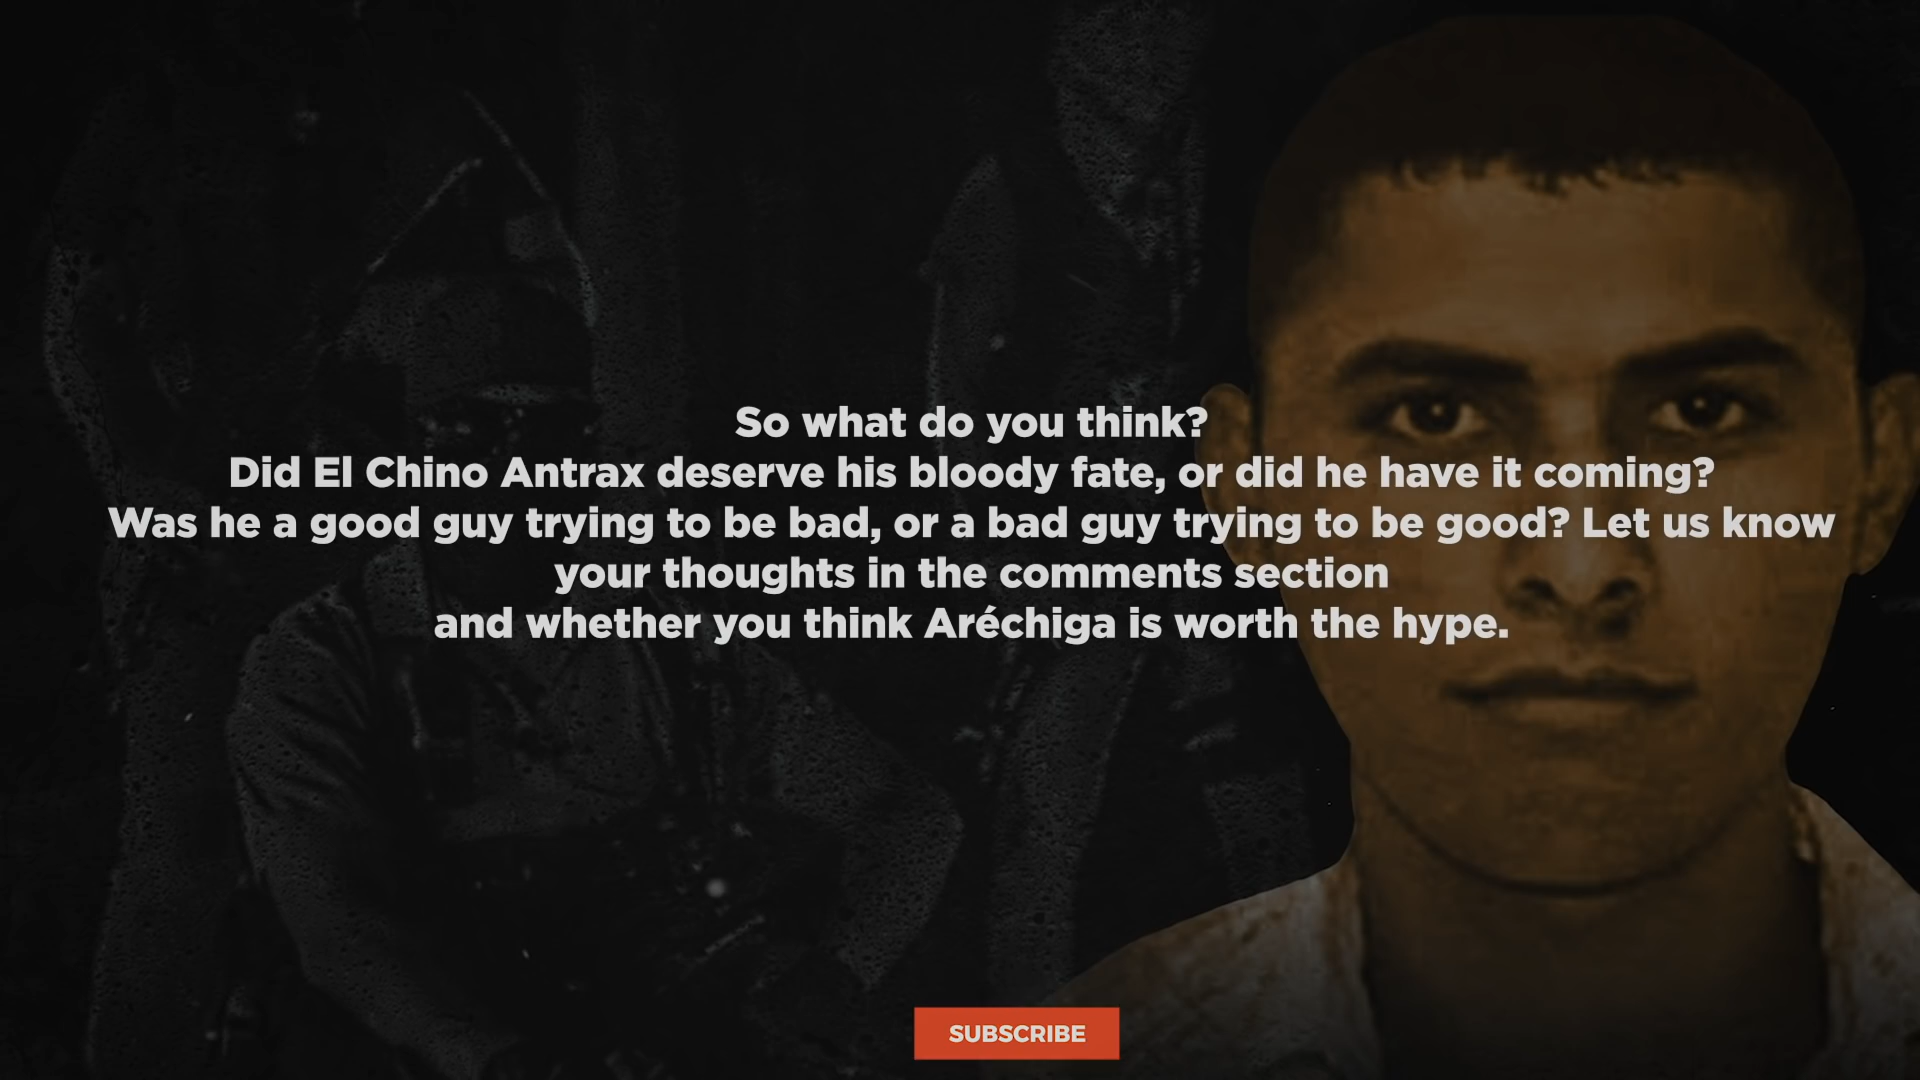 So what do you think?
Did El Chino Antrax deserve his bloody fate, or did he have it coming?
Was he a good guy trying to be bad, or a bad guy trying to be good? Let us know
your thoughts in the comments section
and whether you think Aréchiga is worth the hype.
SUBSCRIBE